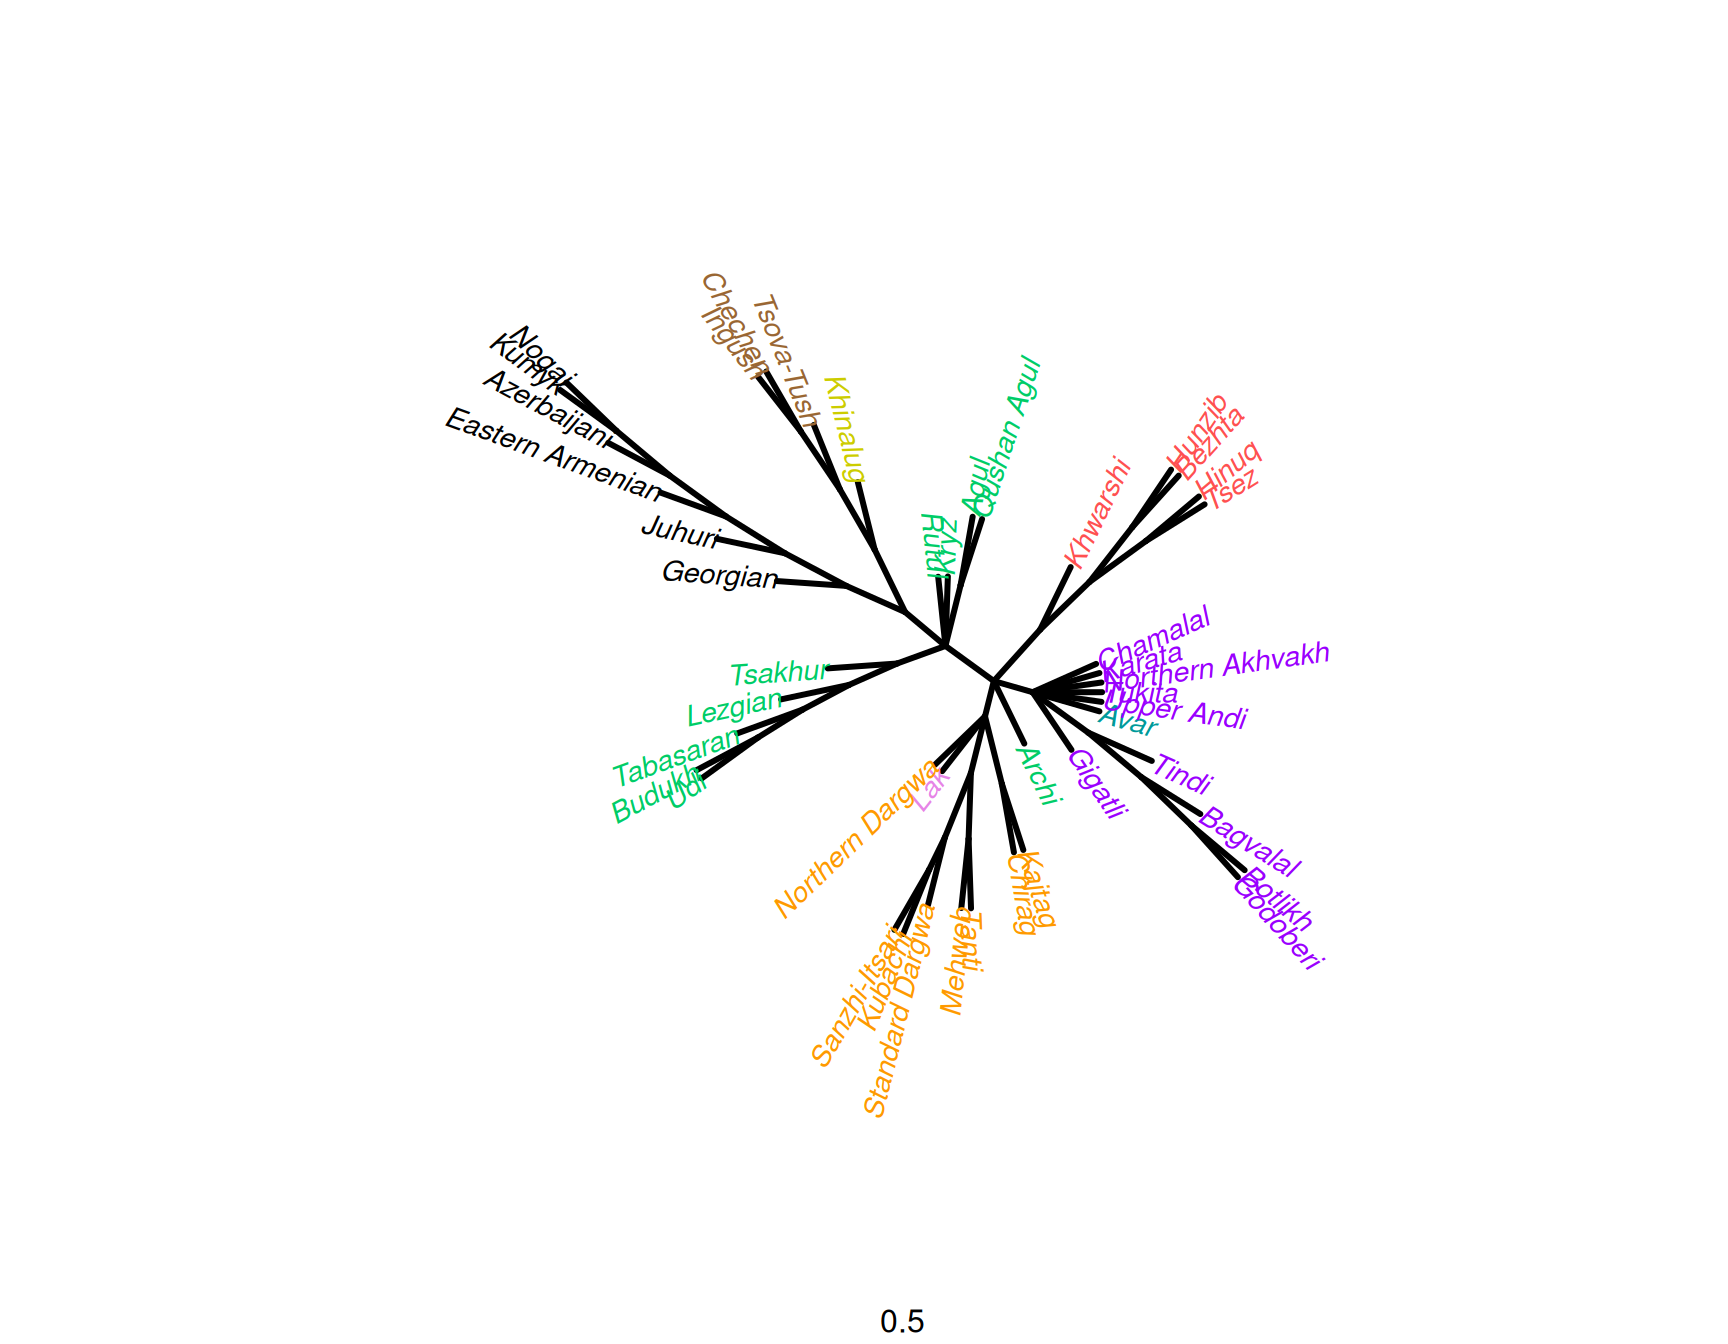 Nogai
Kumyk
Azerbaijani
Eastern Armenian
Juhuri
Georgian
Chechen
Ingush
Tsova-Tush
Khinalug
Rutul
Kryz
Agul
Qushan Agul
Khwarshi
Hunzib
Bezhta
Hinuq
Tsez
Chamalal
Karata
Northern Akhvakh
Tukita
Upper Andi
Avar
Tindi
Bagvalal
Botlikh
Godoberi
Gigatli
Archi
Kaitag
Chirag
Tanti
Mehweb
Standard Dargwa
Kubachi
Sanzhi-Itsari
Lak
Northern Dargwa
Udi
Budukh
Tabasaran
Lezgian
Tsakhur
0.5